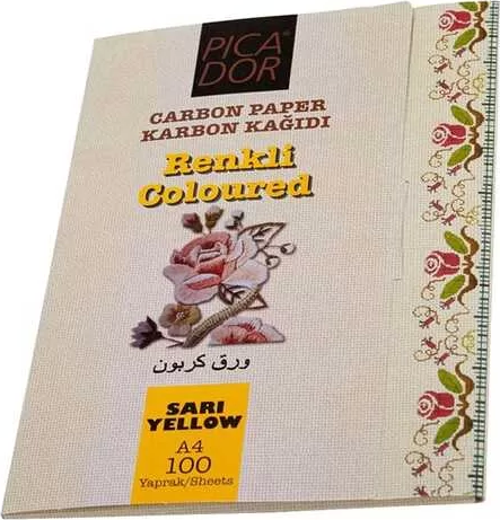 PICA
DOR
CARBON PAPER
KARBON KAĞIDI
Renkli
Coloured
ورق كربون
SARI
YELLOW
A4
100
Yaprak/Sheets